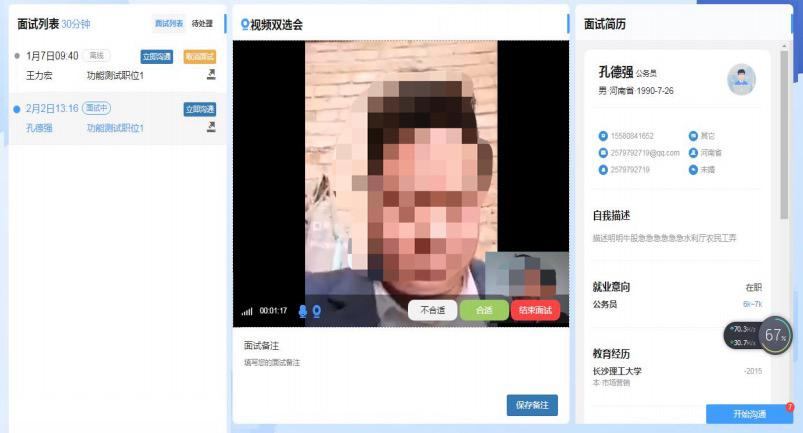 面试列表 30分钟 面试列表 待处理
1月7日09:40 离线 立即沟通 取消面试
王力宏 功能测试职位1
2月2日13:16 面试中 立即沟通
孔德强 功能测试职位1
视频双选会
00:01:17 不合适 合适 结束面试
面试备注
填写您的面试备注
保存备注
面试简历
孔德强 公务员
男 河南省 1990-7-26
15580841652 其它
2579792719@qq.com 河南省
2579792719 未婚
自我描述
描述明明牛股急急急急急急水利厅农民工弄
就业意向 在职
公务员 6k~7k
70.3K/s
30.7K/s
67%
教育经历
长沙理工大学 -2015
本 市场营销
开始沟通 7